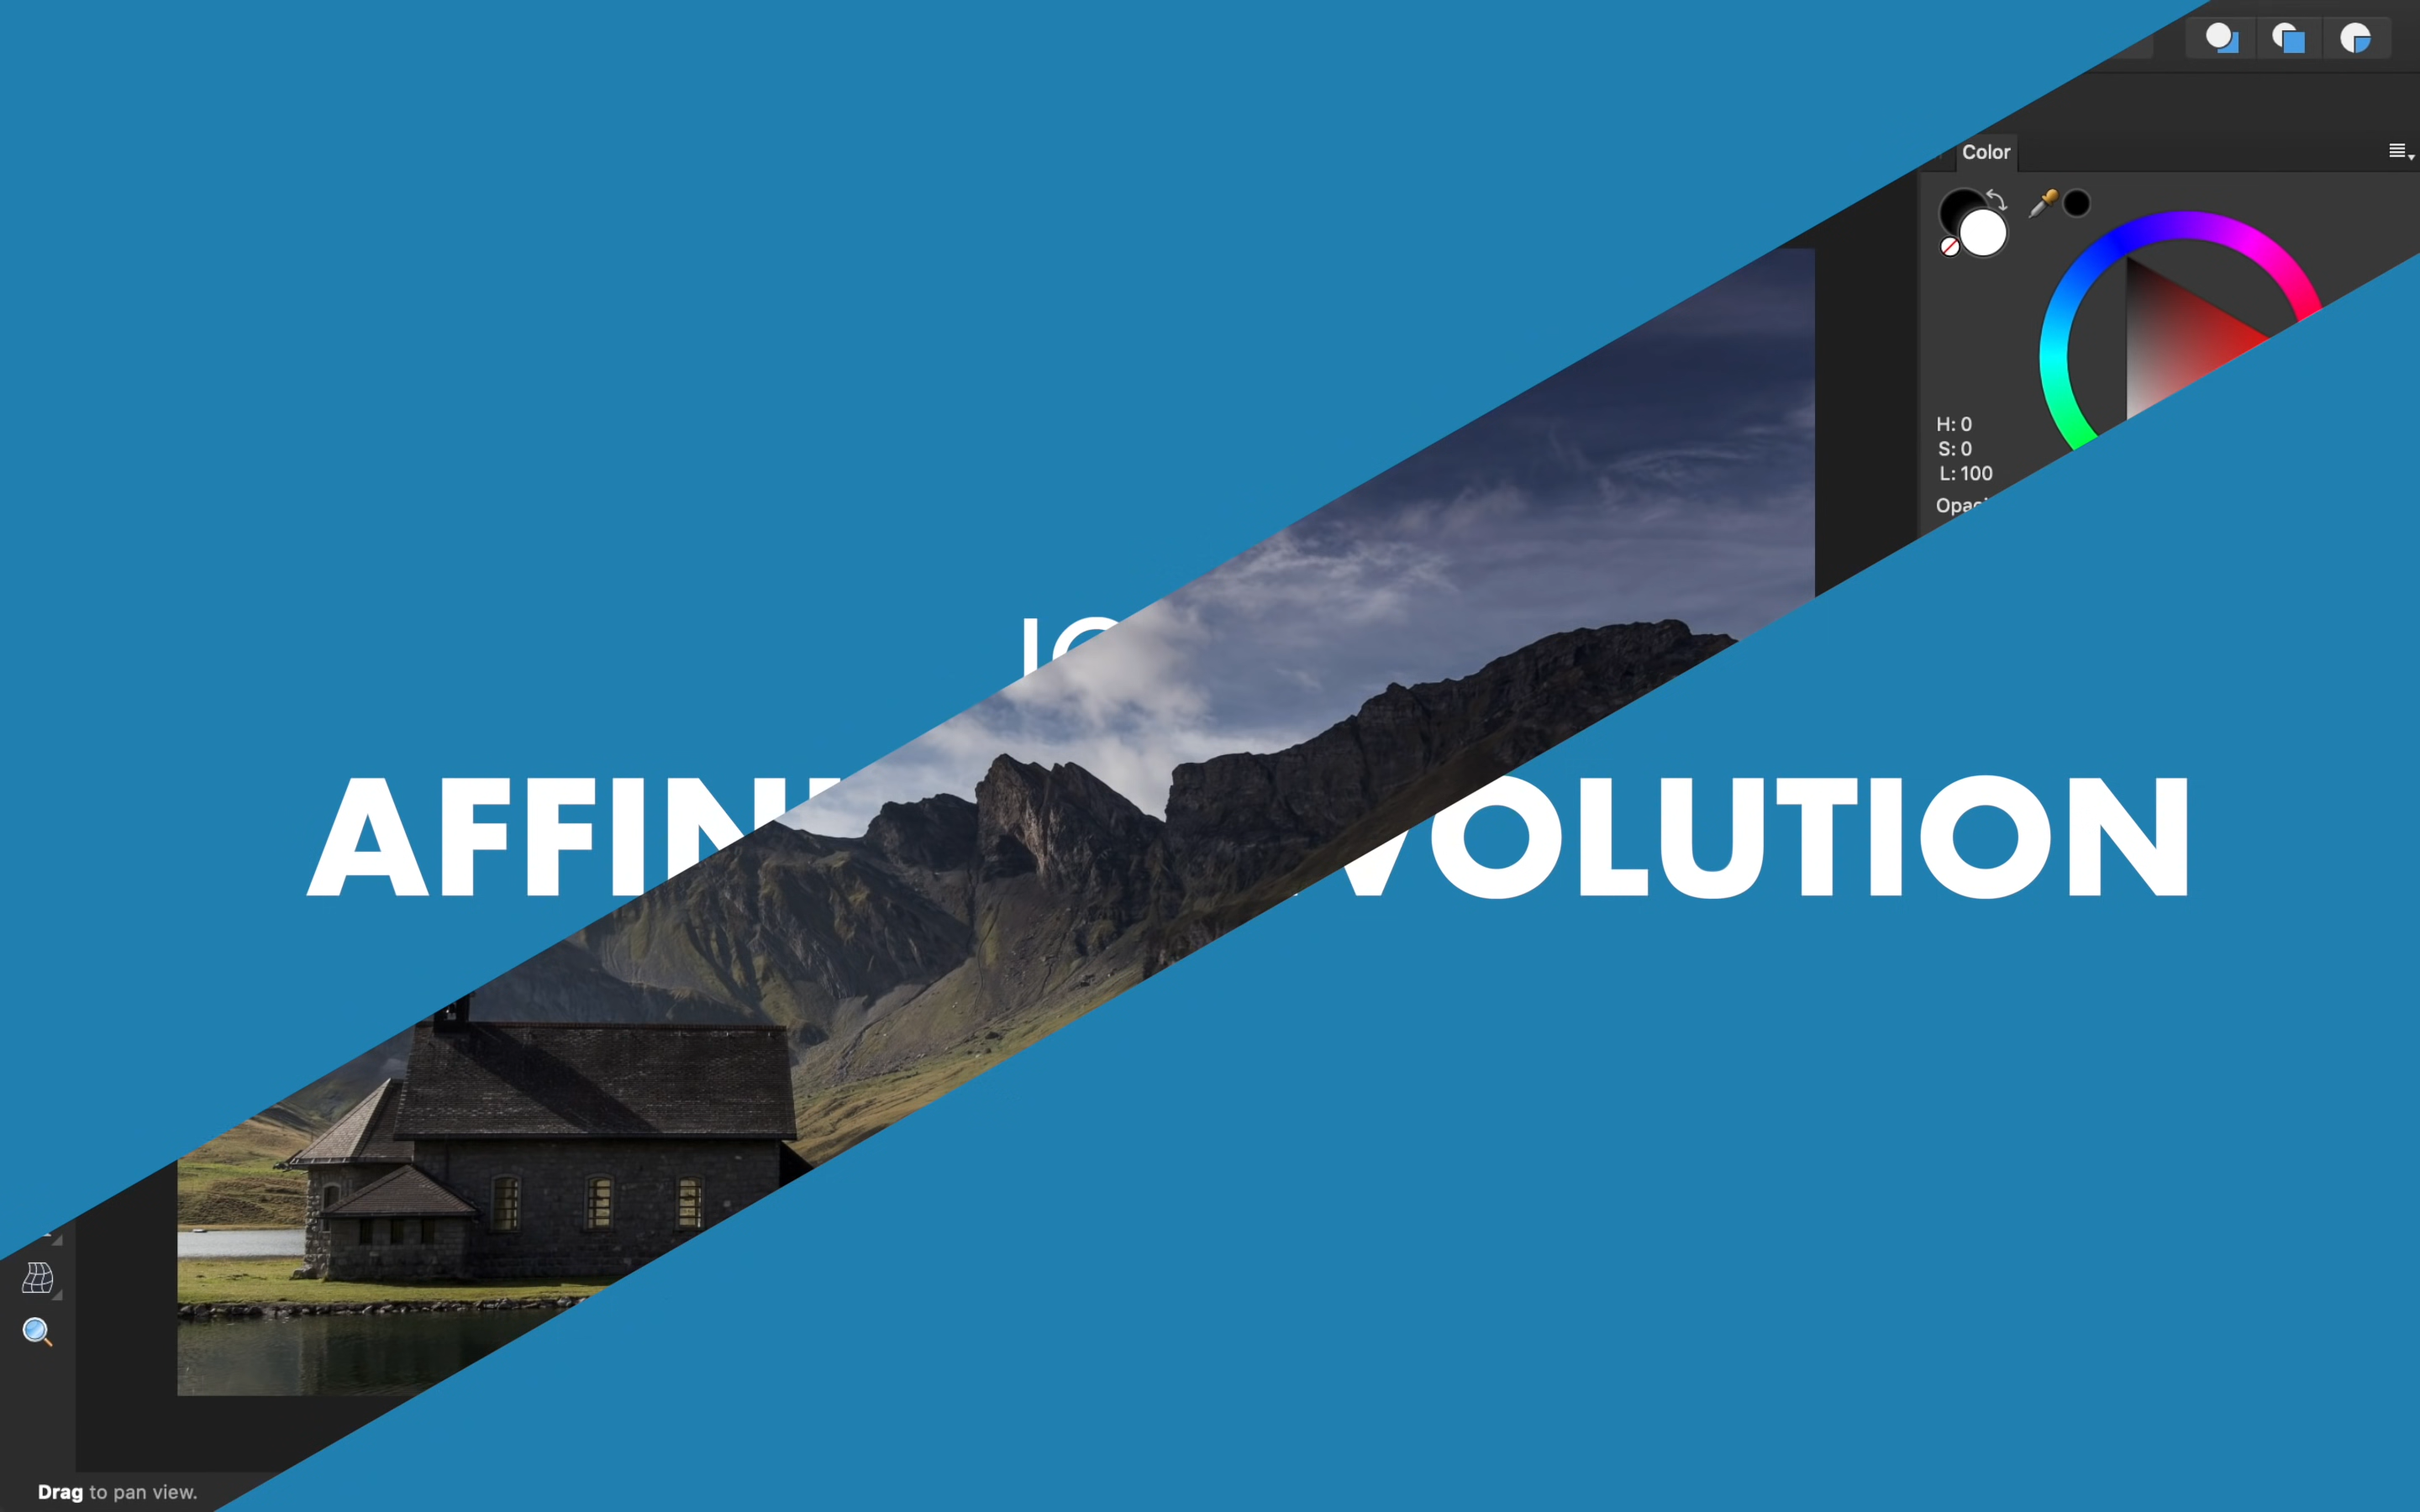 Color
H: 0
S: 0
L: 100
AFFIN VOLUTION
Drag to pan view.